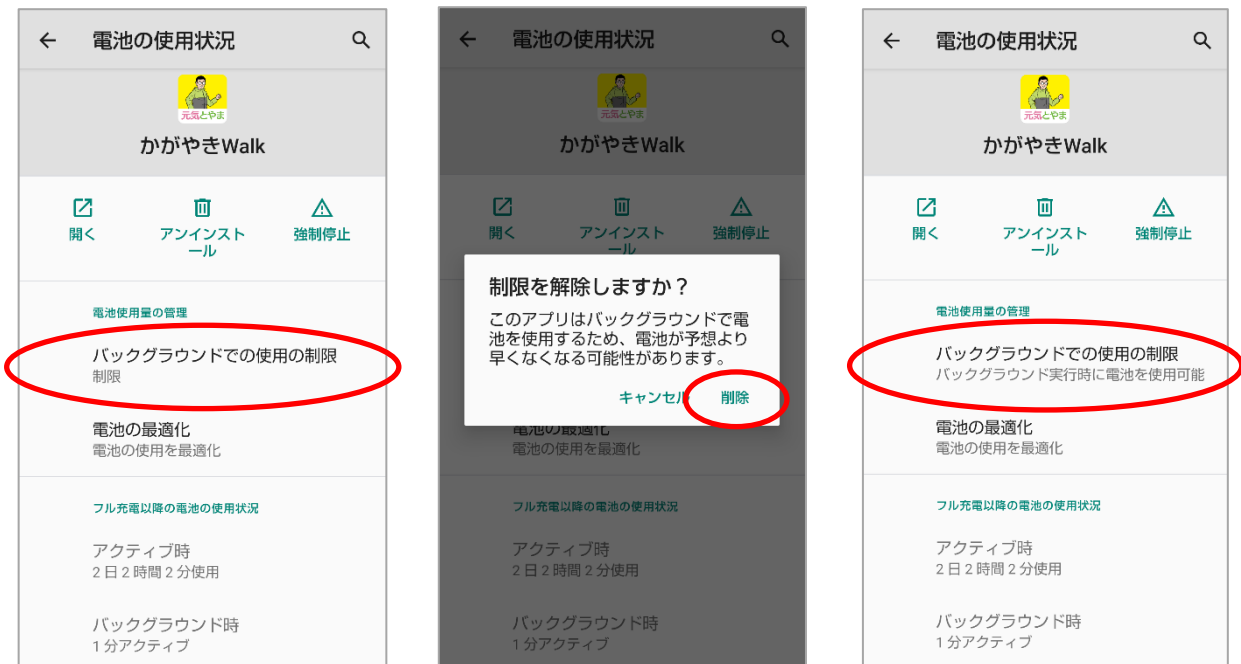 電池の使用状況
元気とやま
かがやきWalk
開く
アンインスト
ール
強制停止
電池使用量の管理
バックグラウンドでの使用の制限
制限
電池の最適化
電池の使用を最適化
フル充電以降の電池の使用状況
アクティブ時
2日2時間2分使用
バックグラウンド時
1分アクティブ
電池の使用状況
元気とやま
かがやきWalk
開く
アンインスト
ール
強制停止
制限を解除しますか？
このアプリはバックグラウンドで電
池を使用するため、電池が予想より
早くなくなる可能性があります。
キャンセル
削除
電池の最適化
電池の使用を最適化
フル充電以降の電池の使用状況
アクティブ時
2日2時間2分使用
バックグラウンド時
1分アクティブ
電池の使用状況
元気とやま
かがやきWalk
開く
アンインスト
ール
強制停止
電池使用量の管理
バックグラウンドでの使用の制限
バックグラウンド実行時に電池を使用可能
電池の最適化
電池の使用を最適化
フル充電以降の電池の使用状況
アクティブ時
2日2時間2分使用
バックグラウンド時
1分アクティブ